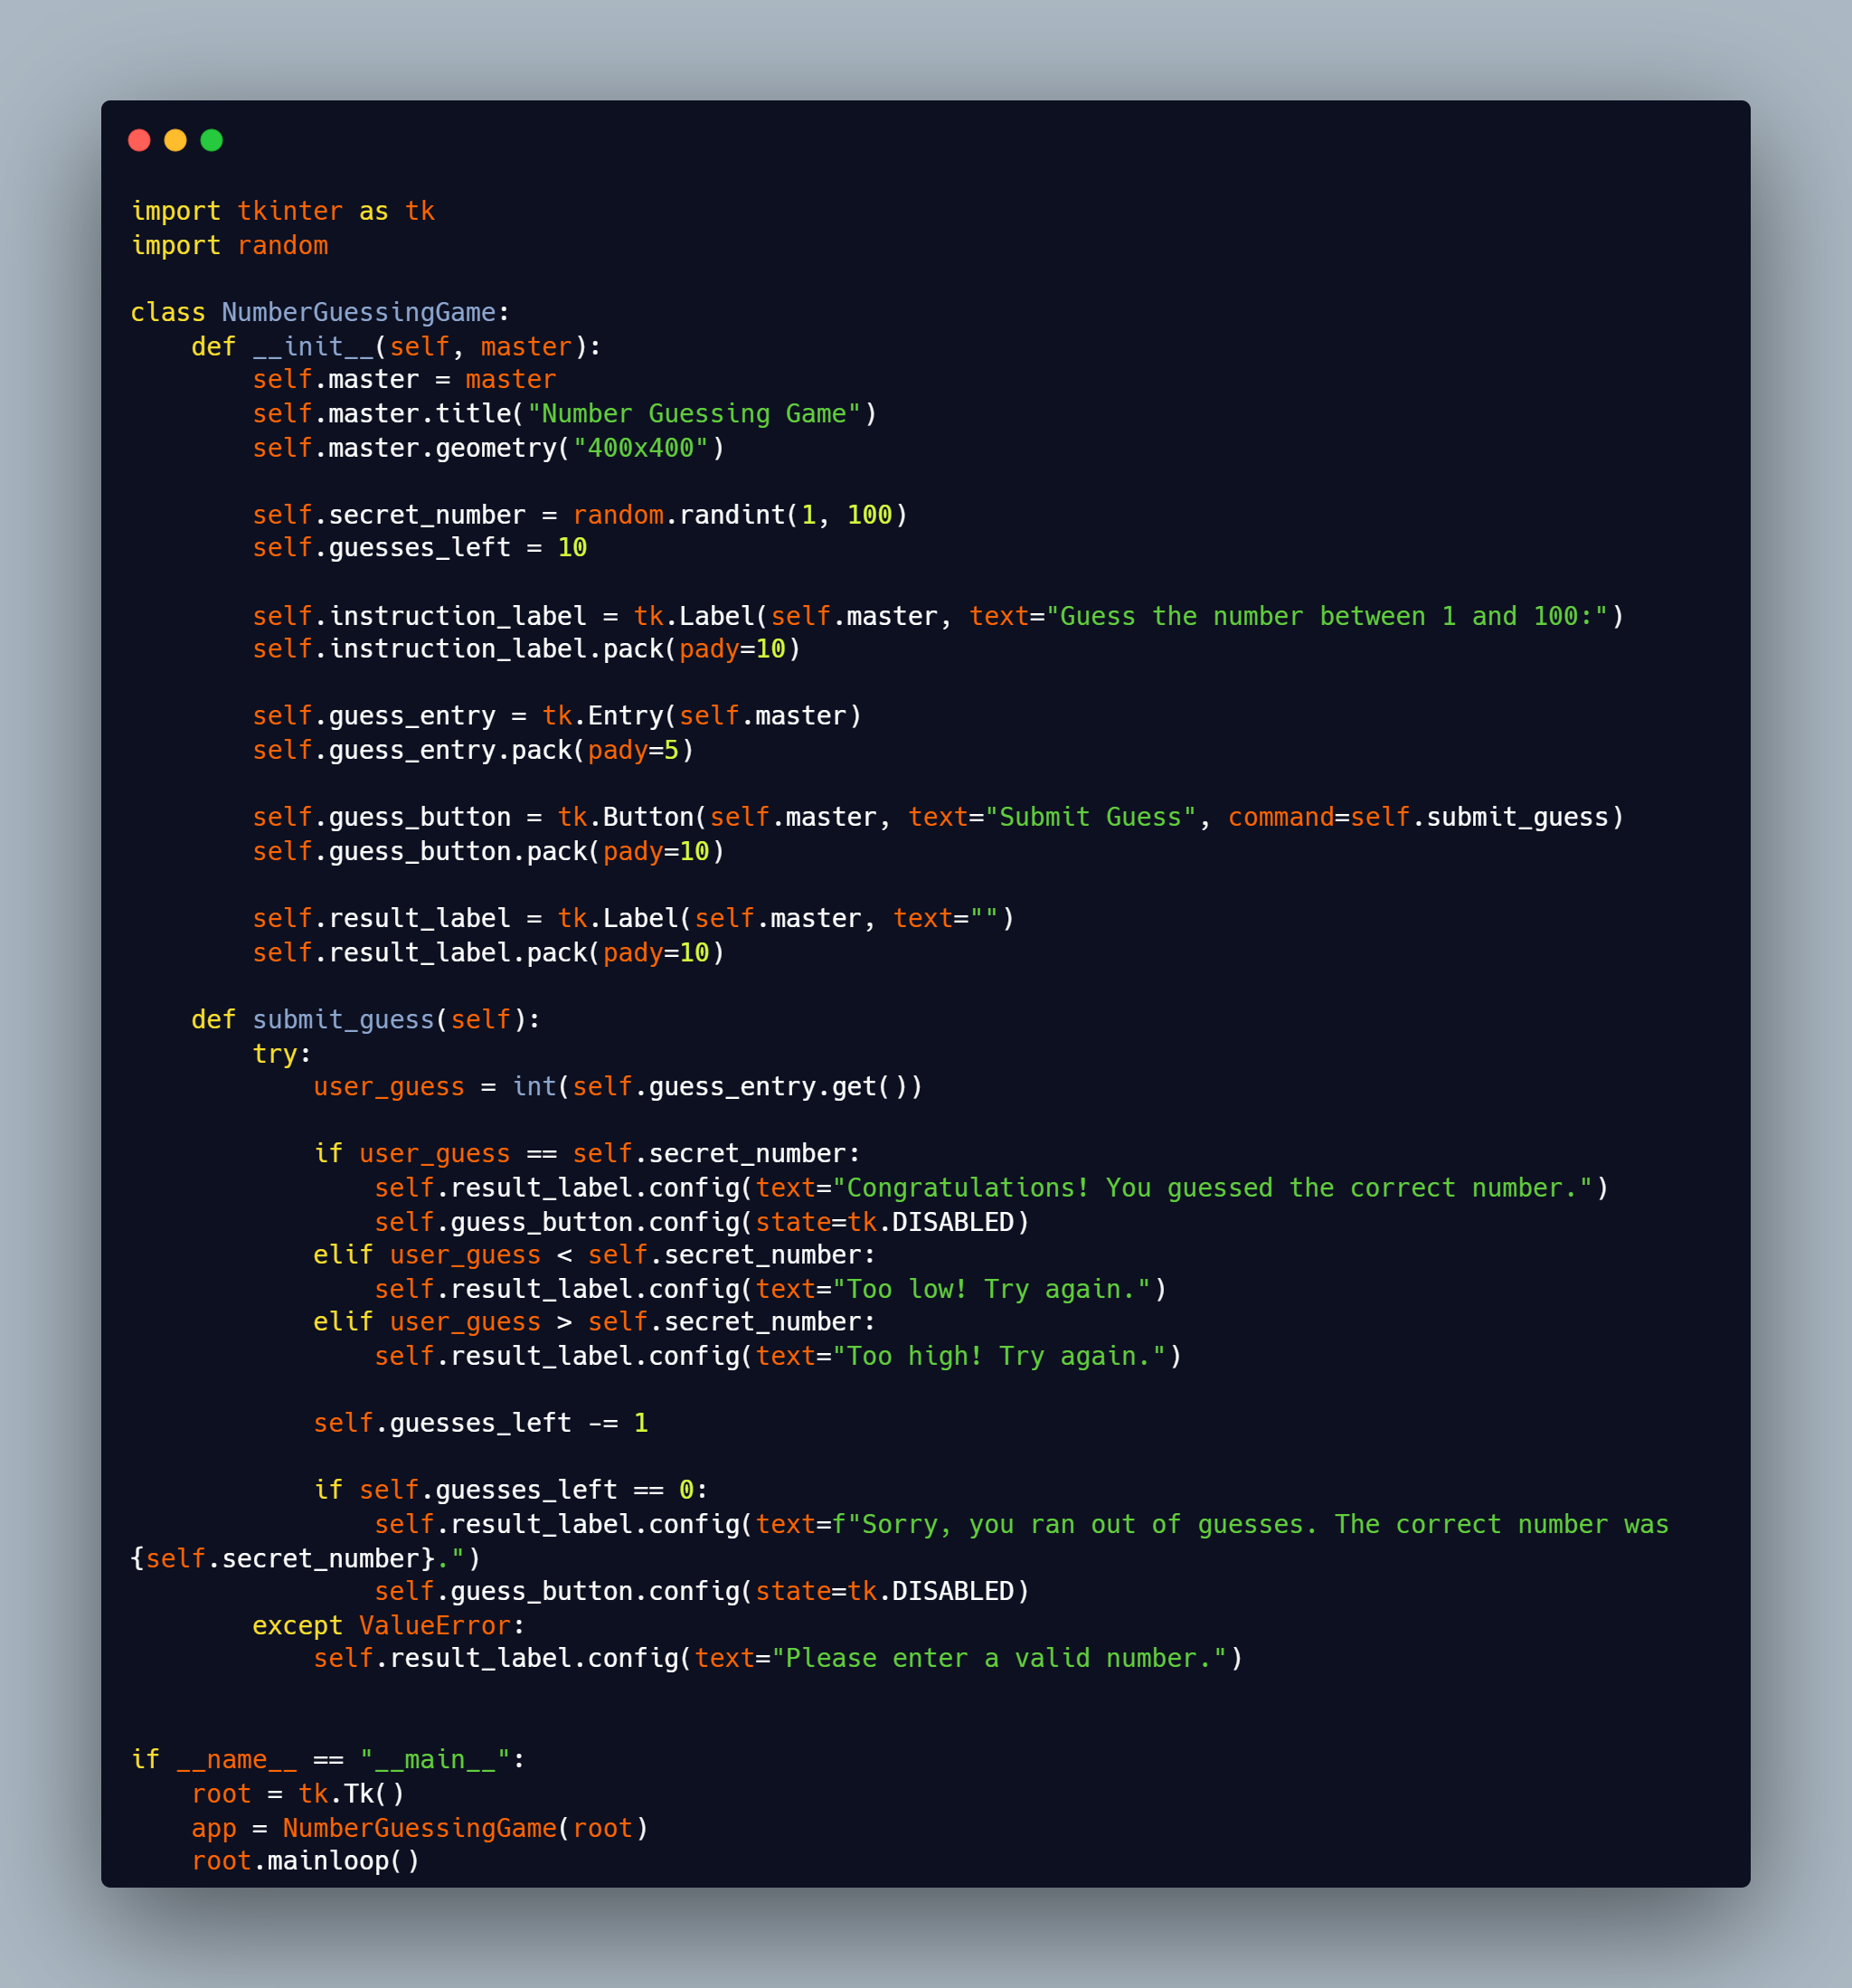 import tkinter as tk
import random

class NumberGuessingGame:
    def __init__(self, master):
        self.master = master
        self.master.title("Number Guessing Game")
        self.master.geometry("400x400")

        self.secret_number = random.randint(1, 100)
        self.guesses_left = 10

        self.instruction_label = tk.Label(self.master, text="Guess the number between 1 and 100:")
        self.instruction_label.pack(pady=10)

        self.guess_entry = tk.Entry(self.master)
        self.guess_entry.pack(pady=5)

        self.guess_button = tk.Button(self.master, text="Submit Guess", command=self.submit_guess)
        self.guess_button.pack(pady=10)

        self.result_label = tk.Label(self.master, text="")
        self.result_label.pack(pady=10)

    def submit_guess(self):
        try:
            user_guess = int(self.guess_entry.get())

            if user_guess == self.secret_number:
                self.result_label.config(text="Congratulations! You guessed the correct number.")
                self.guess_button.config(state=tk.DISABLED)
            elif user_guess < self.secret_number:
                self.result_label.config(text="Too low! Try again.")
            elif user_guess > self.secret_number:
                self.result_label.config(text="Too high! Try again.")

            self.guesses_left -= 1

            if self.guesses_left == 0:
                self.result_label.config(text=f"Sorry, you ran out of guesses. The correct number was
{self.secret_number}.")
                self.guess_button.config(state=tk.DISABLED)
        except ValueError:
            self.result_label.config(text="Please enter a valid number.")


if __name__ == "__main__":
    root = tk.Tk()
    app = NumberGuessingGame(root)
    root.mainloop()